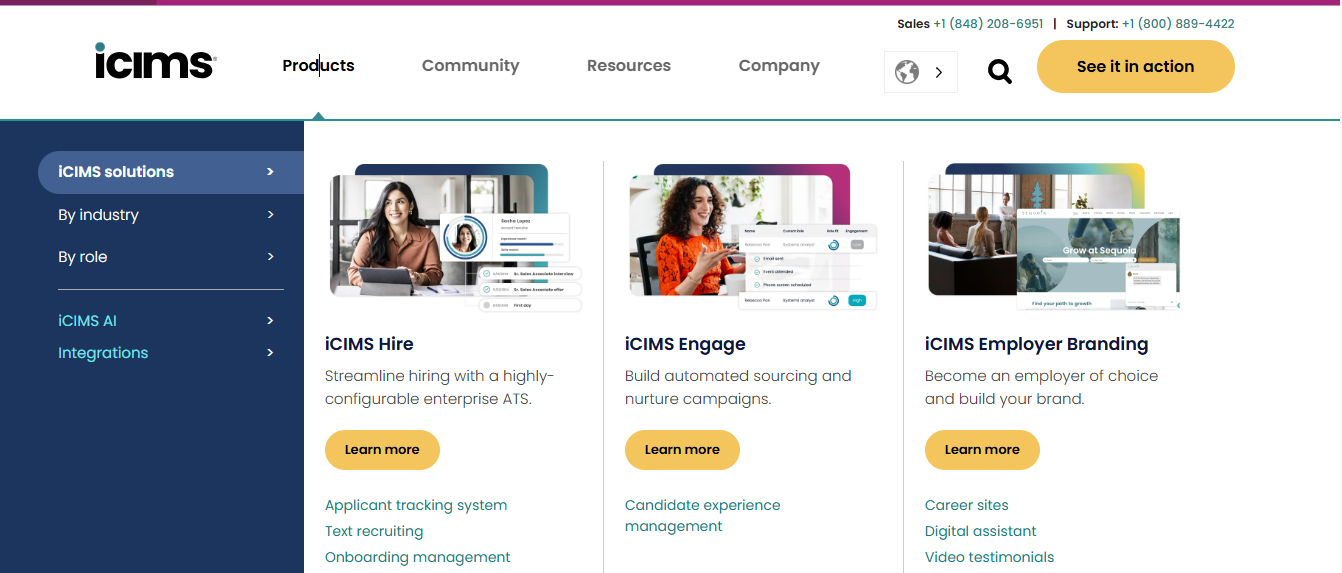 Sales +1 (848) 208-6951 | Support: +1 (800) 889-4422
icims
Products
Community
Resources
Company
See it in action
iCIMS solutions
By industry
By role
iCIMS AI
Integrations
Sasha Lopez
Sr. Sales Associate interview
Sr. Sales Associate offer
First day
iCIMS Hire
Streamline hiring with a highly-
configurable enterprise ATS.
Learn more
Applicant tracking system
Text recruiting
Onboarding management
Name Current Role Role fit Engagement
Rebecca Poe Systems analyst Low
Email sent
Event attended
Phone screen scheduled
Rebecca Poe Systems analyst High
iCIMS Engage
Build automated sourcing and
nurture campaigns.
Learn more
Candidate experience
management
SEQUOIA
Grow at Sequoia
Find your path to growth
iCIMS Employer Branding
Become an employer of choice
and build your brand.
Learn more
Career sites
Digital assistant
Video testimonials